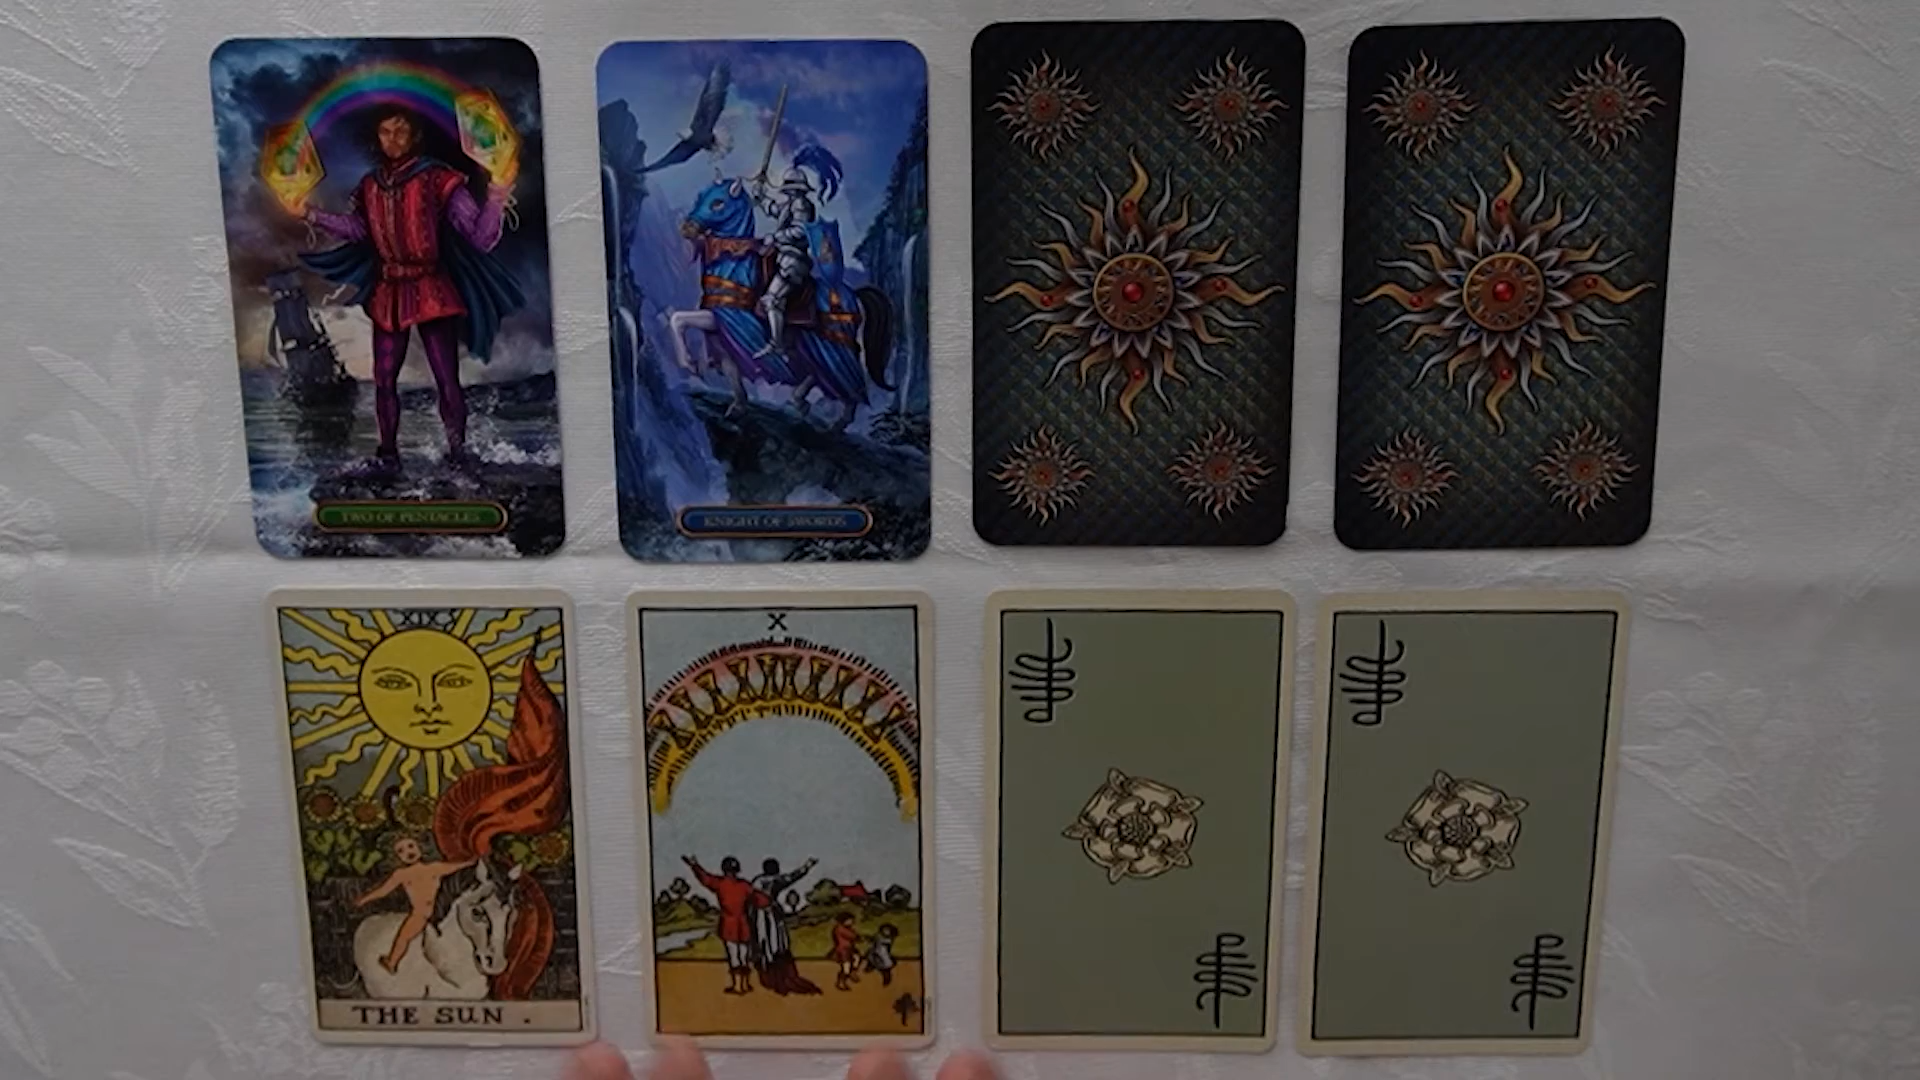 TWO OF PENTACLES
KNIGHT OF SWORDS
XIX
X
THE SUN .